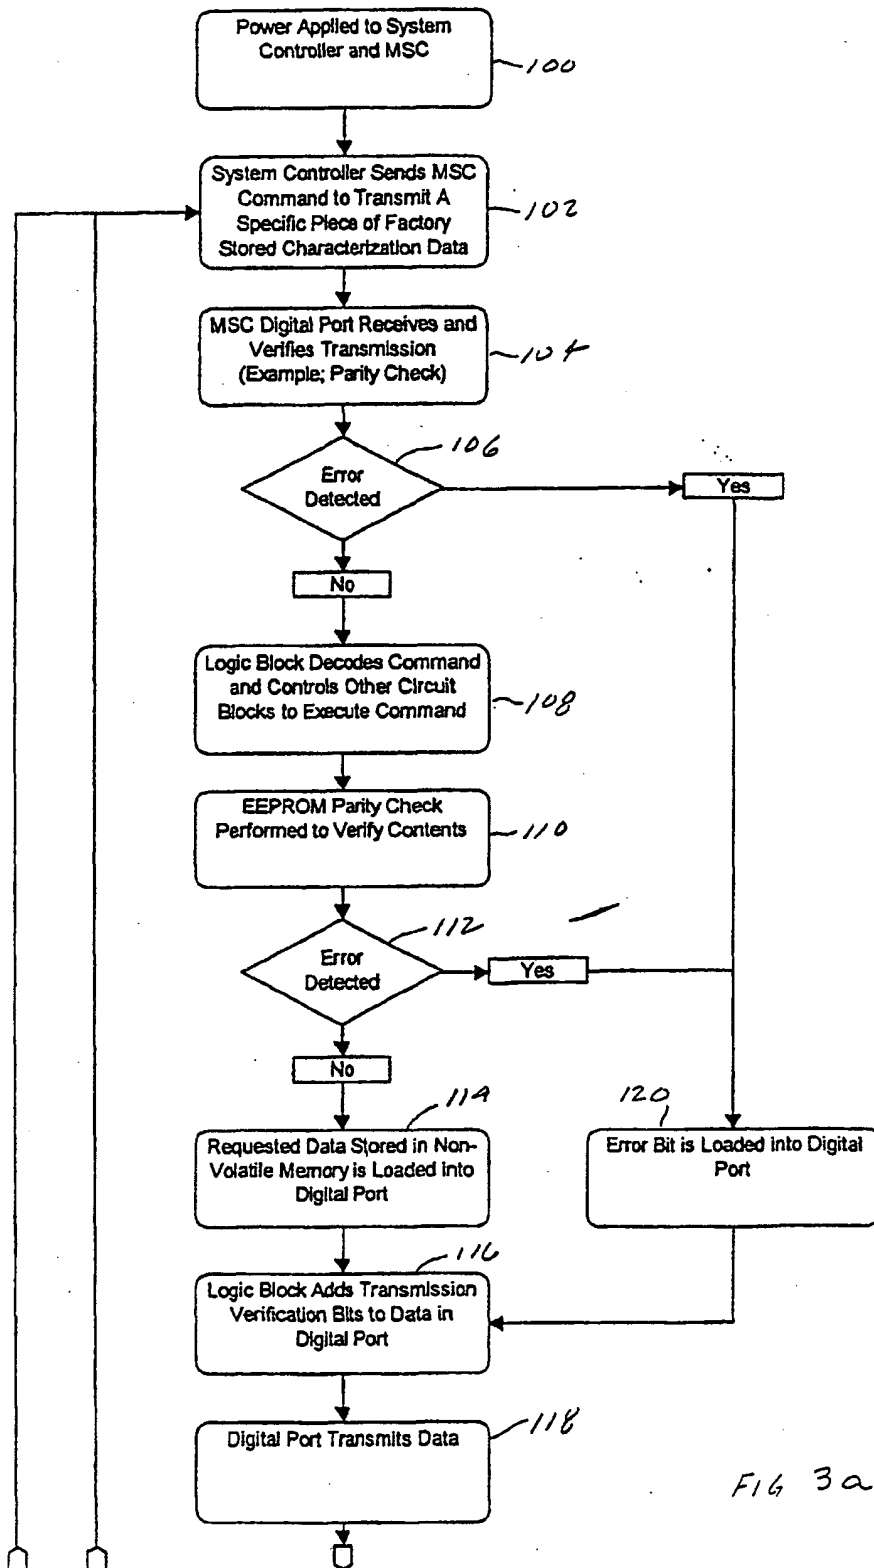 Power Applied to System
Controller and MSC
100
System Controller Sends MSC
Command to Transmit A
Specific Piece of Factory
Stored Characterization Data
102
MSC Digital Port Receives and
Verifies Transmission
(Example; Parity Check)
104
106
Error
Detected
Yes
No
Logic Block Decodes Command
and Controls Other Circuit
Blocks to Execute Command
108
EEPROM Parity Check
Performed to Verify Contents
110
112
Error
Detected
Yes
No
114
120
Requested Data Stored in Non-
Volatile Memory is Loaded into
Digital Port
Error Bit is Loaded into Digital
Port
116
Logic Block Adds Transmission
Verification Bits to Data in
Digital Port
118
Digital Port Transmits Data
FIG 3a